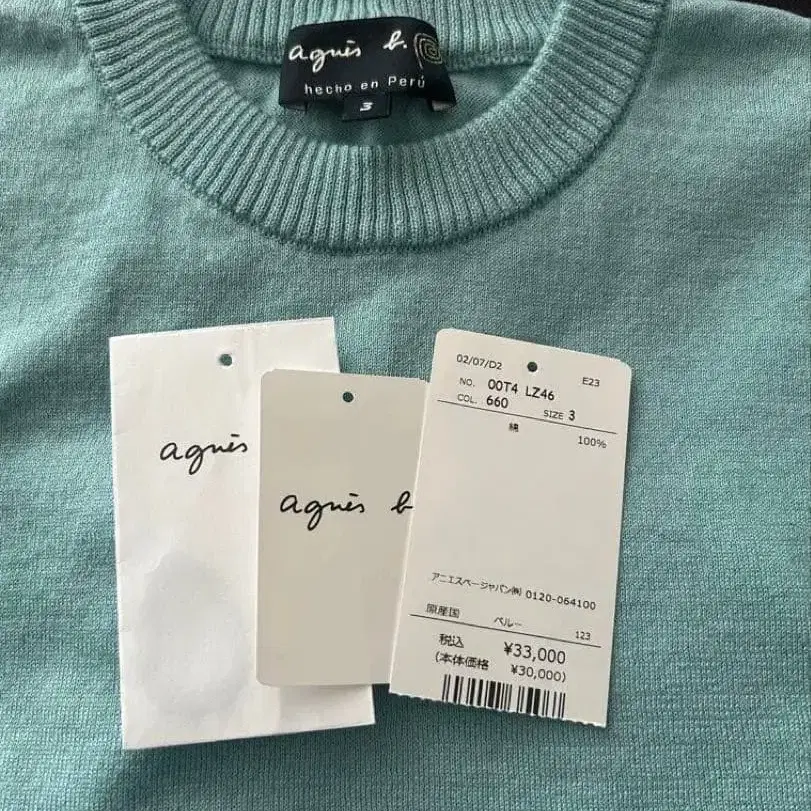 agnès b.
hecho en Perú
3
agnès
agnès b
02/07/D2 E23
NO. 00T4 LZ46
COL. 660 SIZE 3
綿 100%
アニエスベージャパン㈱ 0120-064100
原産国 ペルー 123
税込 ¥33,000
(本体価格 ¥30,000)